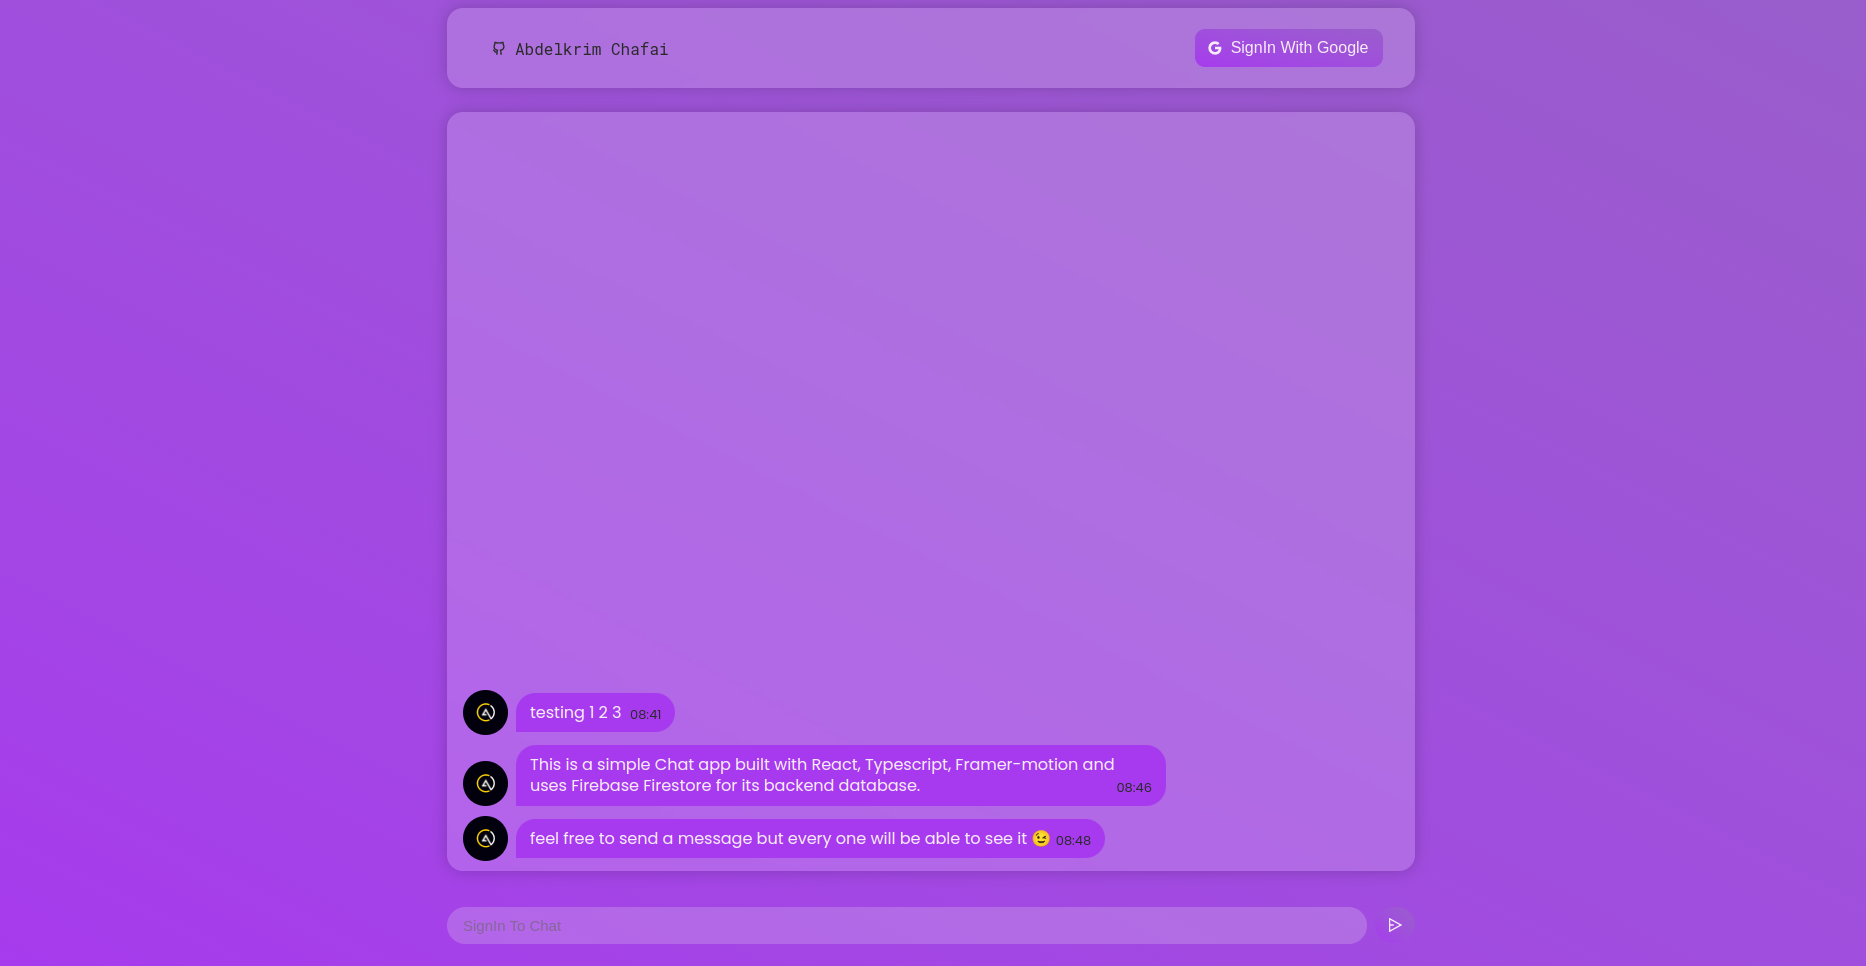 Abdelkrim Chafai
SignIn With Google
testing 1 2 3 08:41
This is a simple Chat app built with React, Typescript, Framer-motion and
uses Firebase Firestore for its backend database. 08:46
feel free to send a message but every one will be able to see it 😉 08:48
SignIn To Chat